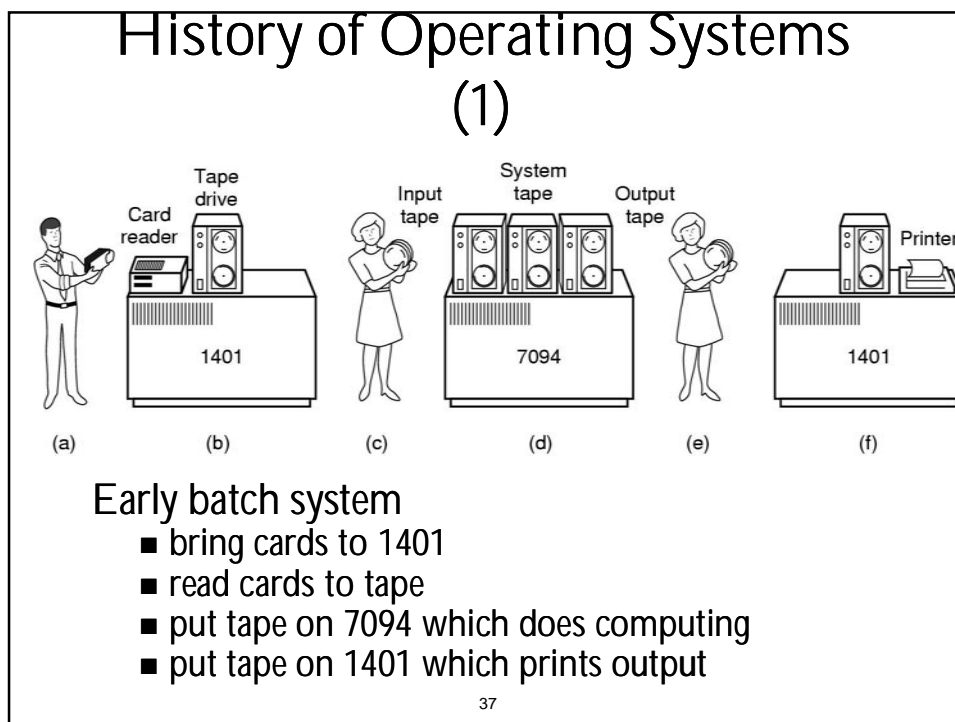 History of Operating Systems
(1)
Tape
drive
Card
reader
Input
tape
System
tape
Output
tape
Printer
1401
7094
1401
(a)
(b)
(c)
(d)
(e)
(f)
Early batch system
■ bring cards to 1401
■ read cards to tape
■ put tape on 7094 which does computing
■ put tape on 1401 which prints output
37